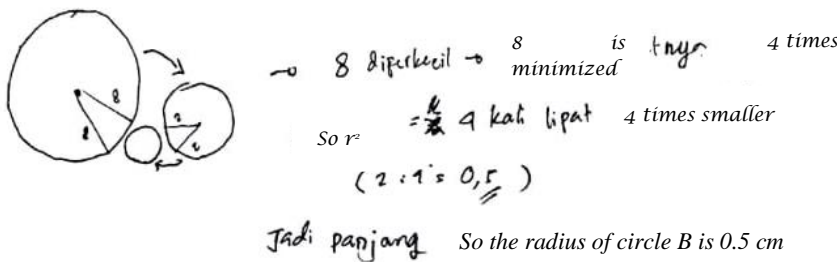 8
8
2
2
→ 8 diperkecil → 8 is 4 times
minimized
= 4 kali lipat 4 times smaller
So r²
(2 : 4 = 0,5)
Jadi panjang So the radius of circle B is 0.5 cm